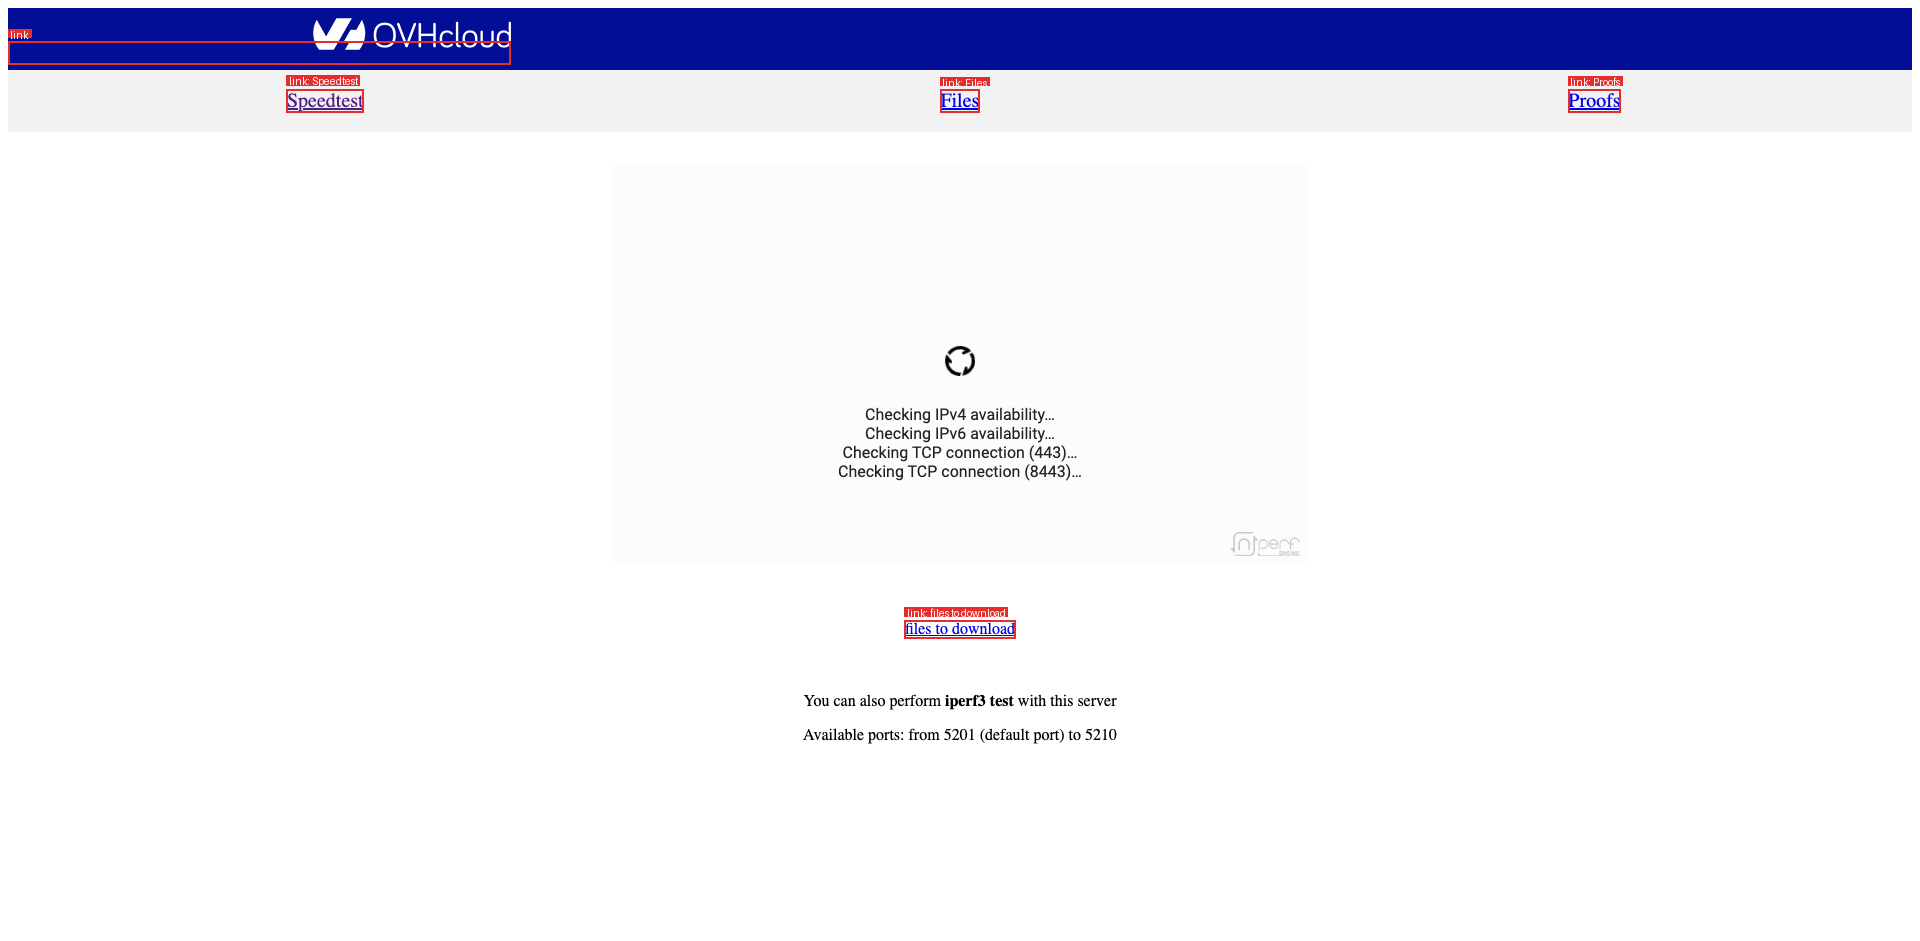 OVHcloud
link
link: Speedtest
link: Files
link: Proofs
Speedtest
Files
Proofs
Checking IPv4 availability...
Checking IPv6 availability...
Checking TCP connection (443)...
Checking TCP connection (8443)...
nperf
ENGINE
link: files to download
files to download
You can also perform iperf3 test with this server
Available ports: from 5201 (default port) to 5210